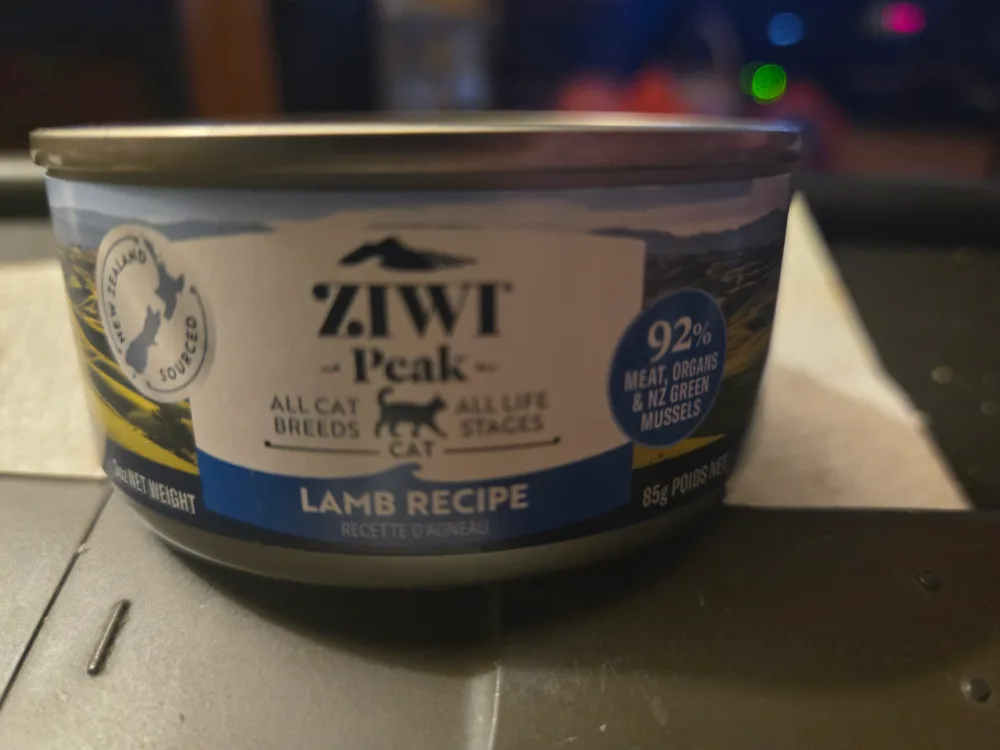 NEW ZEALAND
SOURCED
ZIWI
Peak
ALL CAT BREEDS
CAT
ALL LIFE STAGES
92%
MEAT, ORGANS
& NZ GREEN
MUSSELS
LAMB RECIPE
RECETTE D'AGNEAU
3oz NET WEIGHT
85g POIDS NET